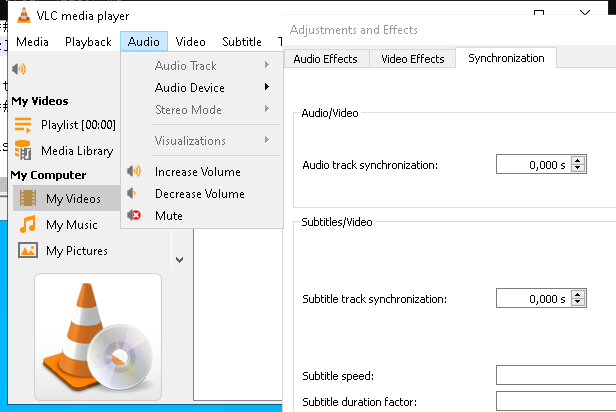 VLC media player
Media Playback Audio Video Subtitle T
Audio Track
Audio Device
Stereo Mode
Visualizations
Increase Volume
Decrease Volume
Mute
My Videos
Playlist [00:00]
Media Library
My Computer
My Videos
My Music
My Pictures
Adjustments and Effects
Audio Effects Video Effects Synchronization
Audio/Video
Audio track synchronization: 0,000 s
Subtitles/Video
Subtitle track synchronization: 0,000 s
Subtitle speed:
Subtitle duration factor: